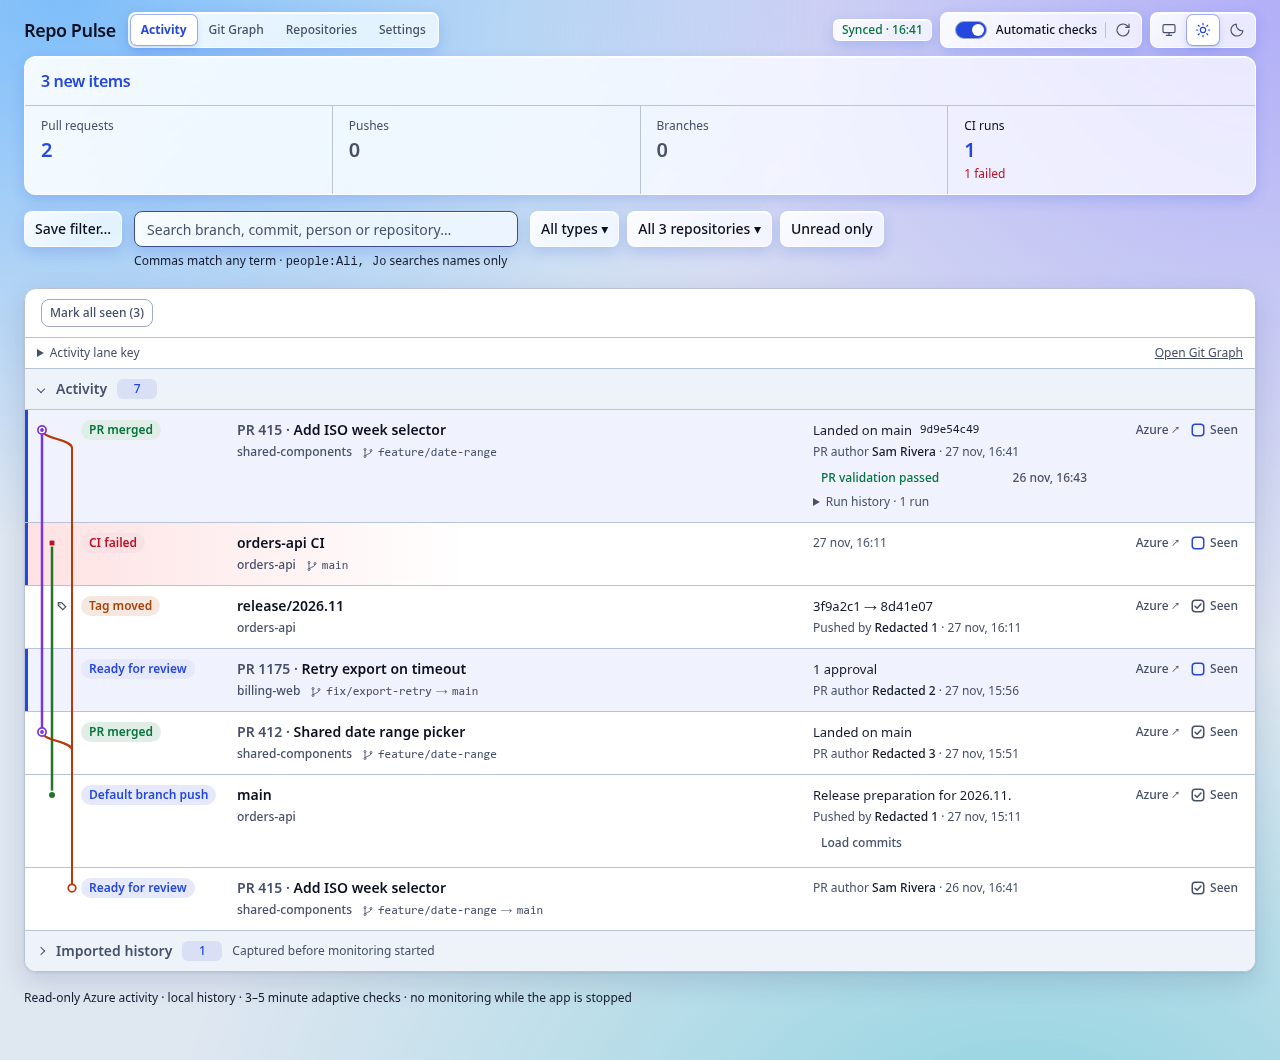 Repo Pulse
Activity
Git Graph
Repositories
Settings
Synced · 16:41
Automatic checks
3 new items
Pull requests
2
Pushes
0
Branches
0
CI runs
1
1 failed
Save filter...
Search branch, commit, person or repository...
All types ▾
All 3 repositories ▾
Unread only
Commas match any term · people:Ali, Jo searches names only
Mark all seen (3)
Activity lane key
Open Git Graph
Activity 7
PR merged
PR 415 · Add ISO week selector
shared-components feature/date-range
Landed on main 9d9e54c49
PR author Sam Rivera · 27 nov, 16:41
PR validation passed 26 nov, 16:43
Run history · 1 run
Azure ↗ Seen
CI failed
orders-api CI
orders-api main
27 nov, 16:11
Azure ↗ Seen
Tag moved
release/2026.11
orders-api
3f9a2c1 → 8d41e07
Pushed by Redacted 1 · 27 nov, 16:11
Azure ↗ Seen
Ready for review
PR 1175 · Retry export on timeout
billing-web fix/export-retry → main
1 approval
PR author Redacted 2 · 27 nov, 15:56
Azure ↗ Seen
PR merged
PR 412 · Shared date range picker
shared-components feature/date-range
Landed on main
PR author Redacted 3 · 27 nov, 15:51
Azure ↗ Seen
Default branch push
main
orders-api
Release preparation for 2026.11.
Pushed by Redacted 1 · 27 nov, 15:11
Load commits
Azure ↗ Seen
Ready for review
PR 415 · Add ISO week selector
shared-components feature/date-range → main
PR author Sam Rivera · 26 nov, 16:41
Seen
Imported history 1 Captured before monitoring started
Read-only Azure activity · local history · 3–5 minute adaptive checks · no monitoring while the app is stopped